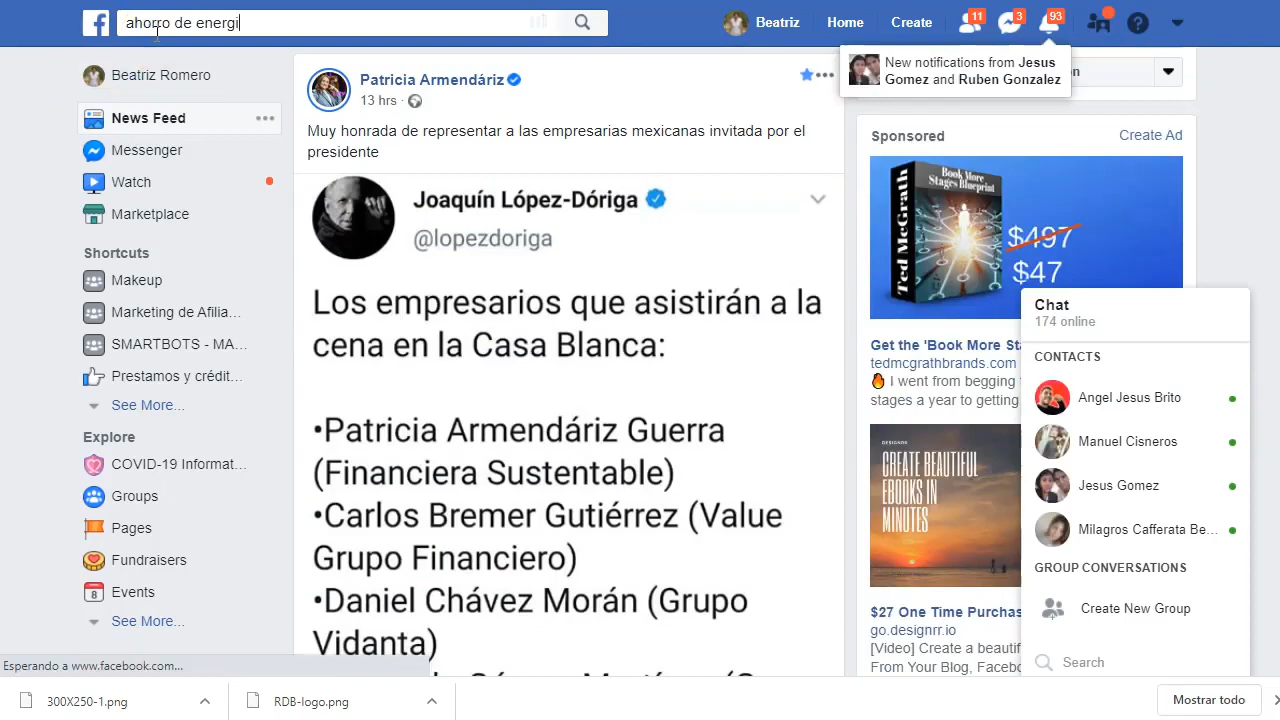 ahorro de energi
Beatriz
Home
Create
11
3
93
New notifications from Jesus
Gomez and Ruben Gonzalez
Beatriz Romero
News Feed
Messenger
Watch
Marketplace
Shortcuts
Makeup
Marketing de Afilia...
SMARTBOTS - MA...
Prestamos y crédit...
See More...
Explore
COVID-19 Informat...
Groups
Pages
Fundraisers
8
Events
See More...
Patricia Armendáriz
13 hrs ·
Muy honrada de representar a las empresarias mexicanas invitada por el
presidente
Joaquín López-Dóriga
@lopezdoriga
Los empresarios que asistirán a la
cena en la Casa Blanca:
•Patricia Armendáriz Guerra
(Financiera Sustentable)
•Carlos Bremer Gutiérrez (Value
Grupo Financiero)
•Daniel Chávez Morán (Grupo
Vidanta)
Sponsored
Create Ad
Book More
Stages Blueprint
Ted McGrath
$497
$47
Get the 'Book More Sta
tedmcgrathbrands.com
I went from begging
stages a year to getting
DESIGNRR
CREATE BEAUTIFUL
EBOOKS IN
MINUTES
$27 One Time Purchas
go.designrr.io
[Video] Create a beautif
From Your Blog, Faceb
Chat
174 online
CONTACTS
Angel Jesus Brito
Manuel Cisneros
Jesus Gomez
Milagros Cafferata Be...
GROUP CONVERSATIONS
Create New Group
Search
Esperando a www.facebook.com...
300X250-1.png
RDB-logo.png
Mostrar todo